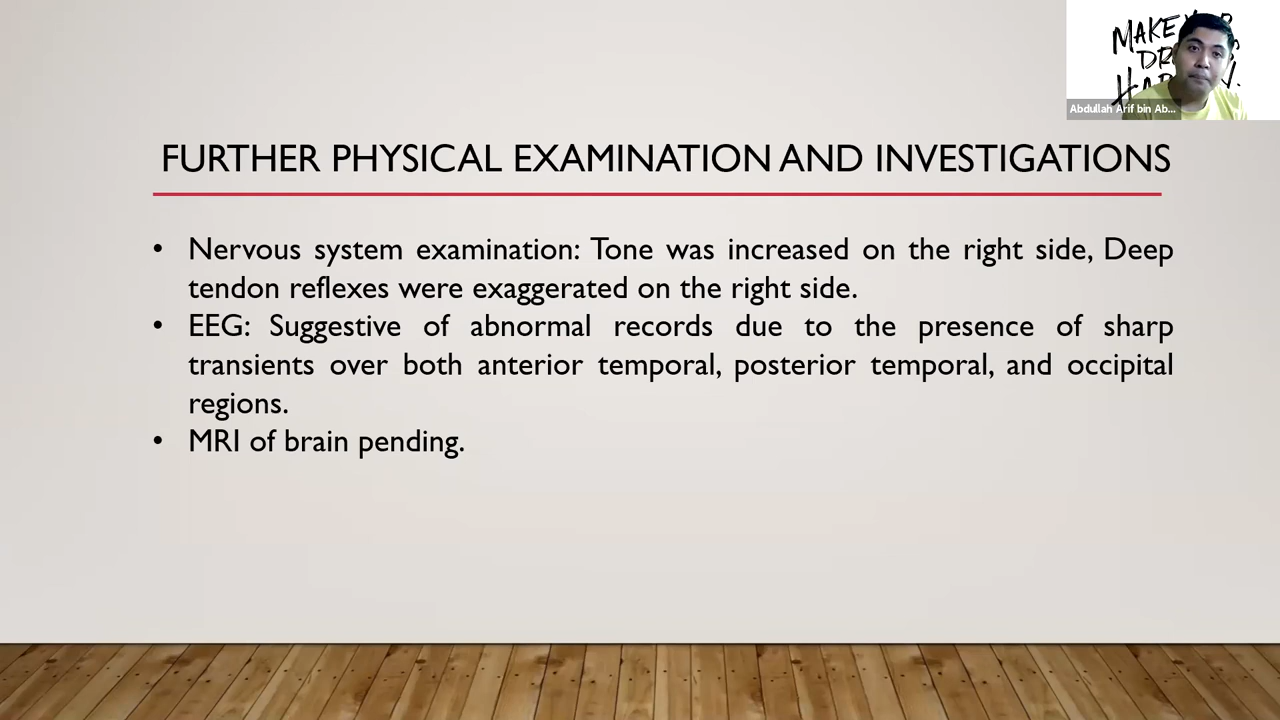 MAKE
Abdullah Arif bin Ab...
FURTHER PHYSICAL EXAMINATION AND INVESTIGATIONS
• Nervous system examination: Tone was increased on the right side, Deep
tendon reflexes were exaggerated on the right side.
• EEG: Suggestive of abnormal records due to the presence of sharp
transients over both anterior temporal, posterior temporal, and occipital
regions.
• MRI of brain pending.